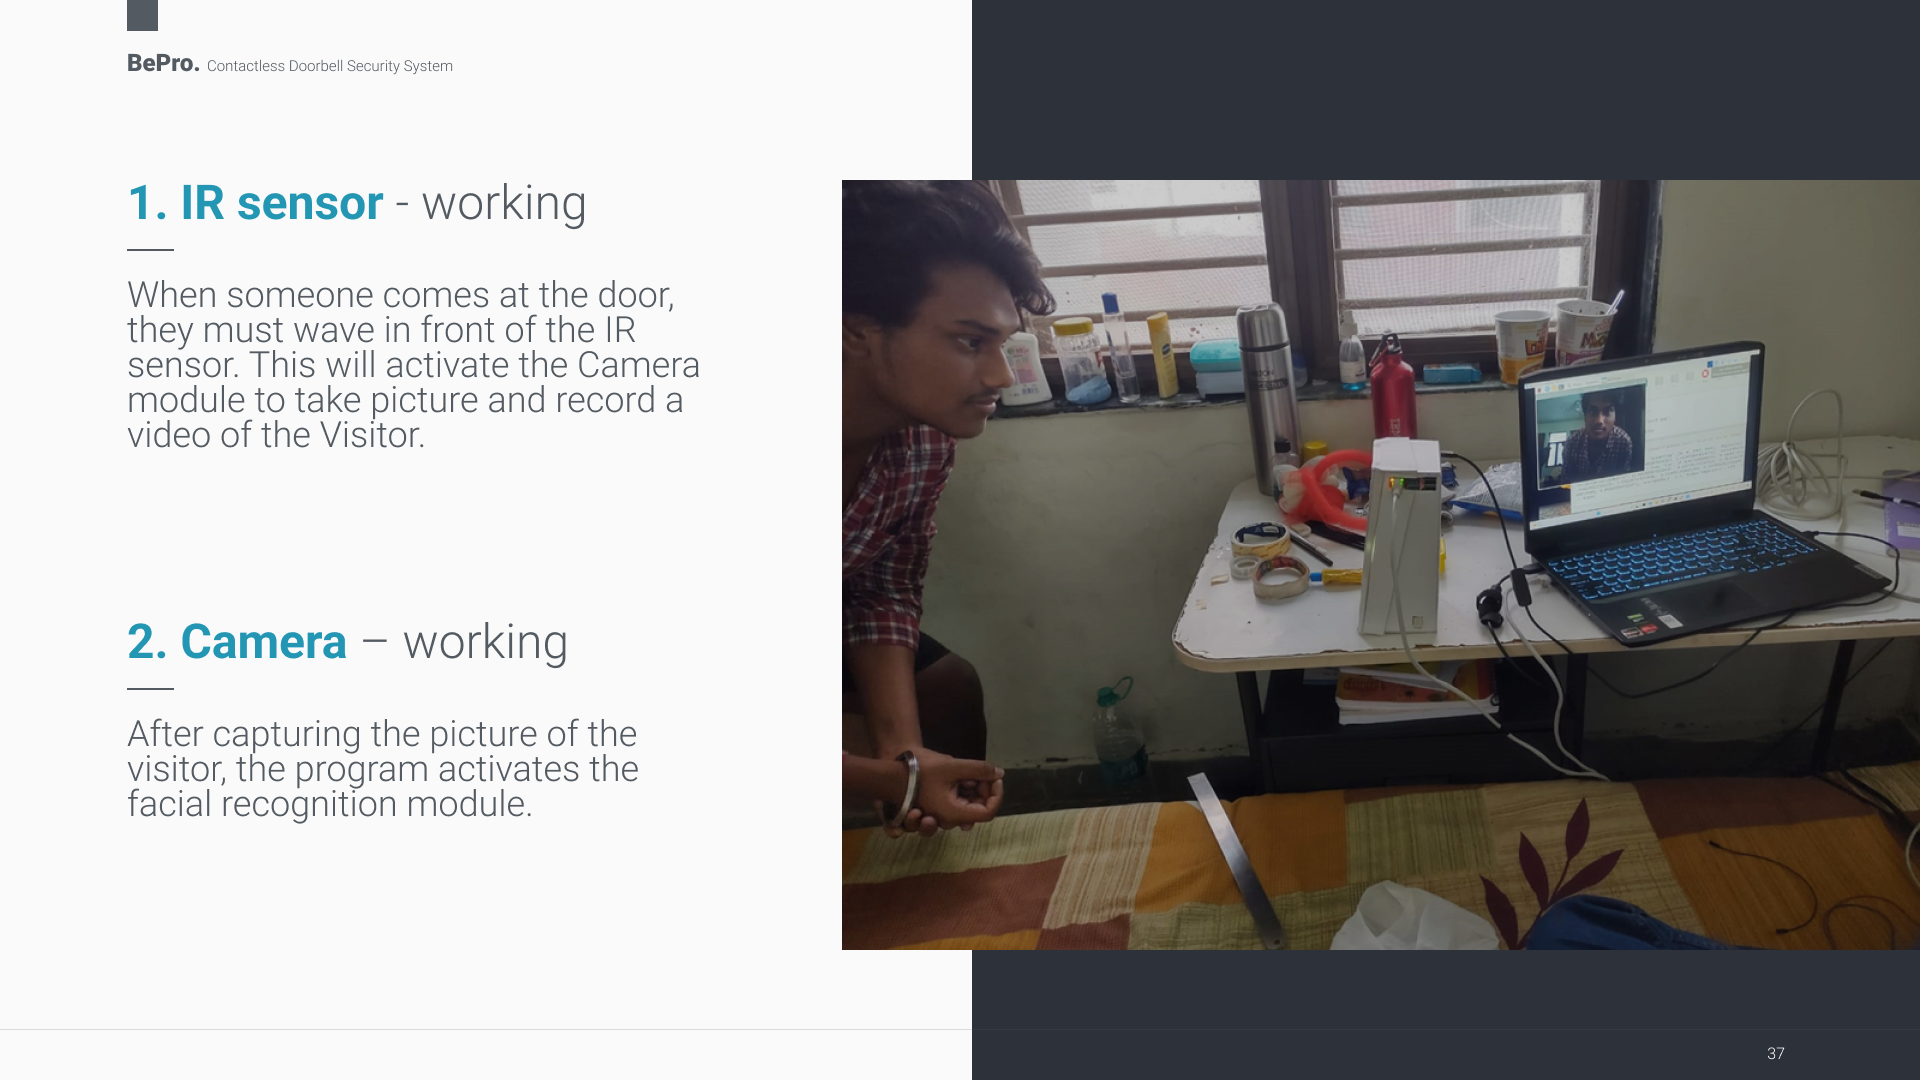 BePro. Contactless Doorbell Security System
1. IR sensor - working
When someone comes at the door,
they must wave in front of the IR
sensor. This will activate the Camera
module to take picture and record a
video of the Visitor.
2. Camera – working
After capturing the picture of the
visitor, the program activates the
facial recognition module.
37